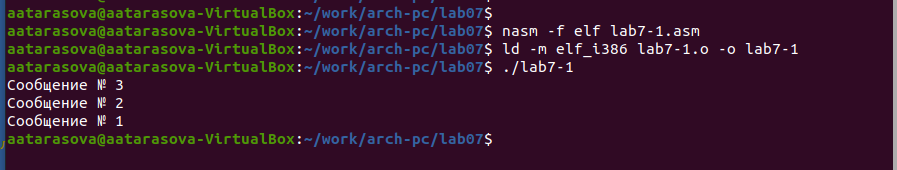 aatarasova@aatarasova-VirtualBox:~/work/arch-pc/lab07$
aatarasova@aatarasova-VirtualBox:~/work/arch-pc/lab07$ nasm -f elf lab7-1.asm
aatarasova@aatarasova-VirtualBox:~/work/arch-pc/lab07$ ld -m elf_i386 lab7-1.o -o lab7-1
aatarasova@aatarasova-VirtualBox:~/work/arch-pc/lab07$ ./lab7-1
Сообщение № 3
Сообщение № 2
Сообщение № 1
aatarasova@aatarasova-VirtualBox:~/work/arch-pc/lab07$